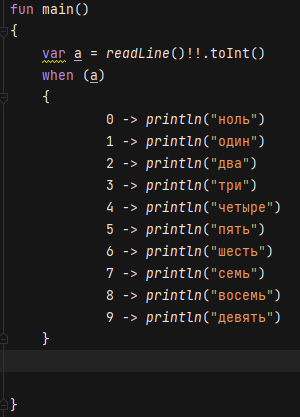 fun main()
{
    var a = readLine()!!.toInt()
    when (a)
    {
            0 -> println("ноль")
            1 -> println("один")
            2 -> println("два")
            3 -> println("три")
            4 -> println("четыре")
            5 -> println("пять")
            6 -> println("шесть")
            7 -> println("семь")
            8 -> println("восемь")
            9 -> println("девять")
    }
}